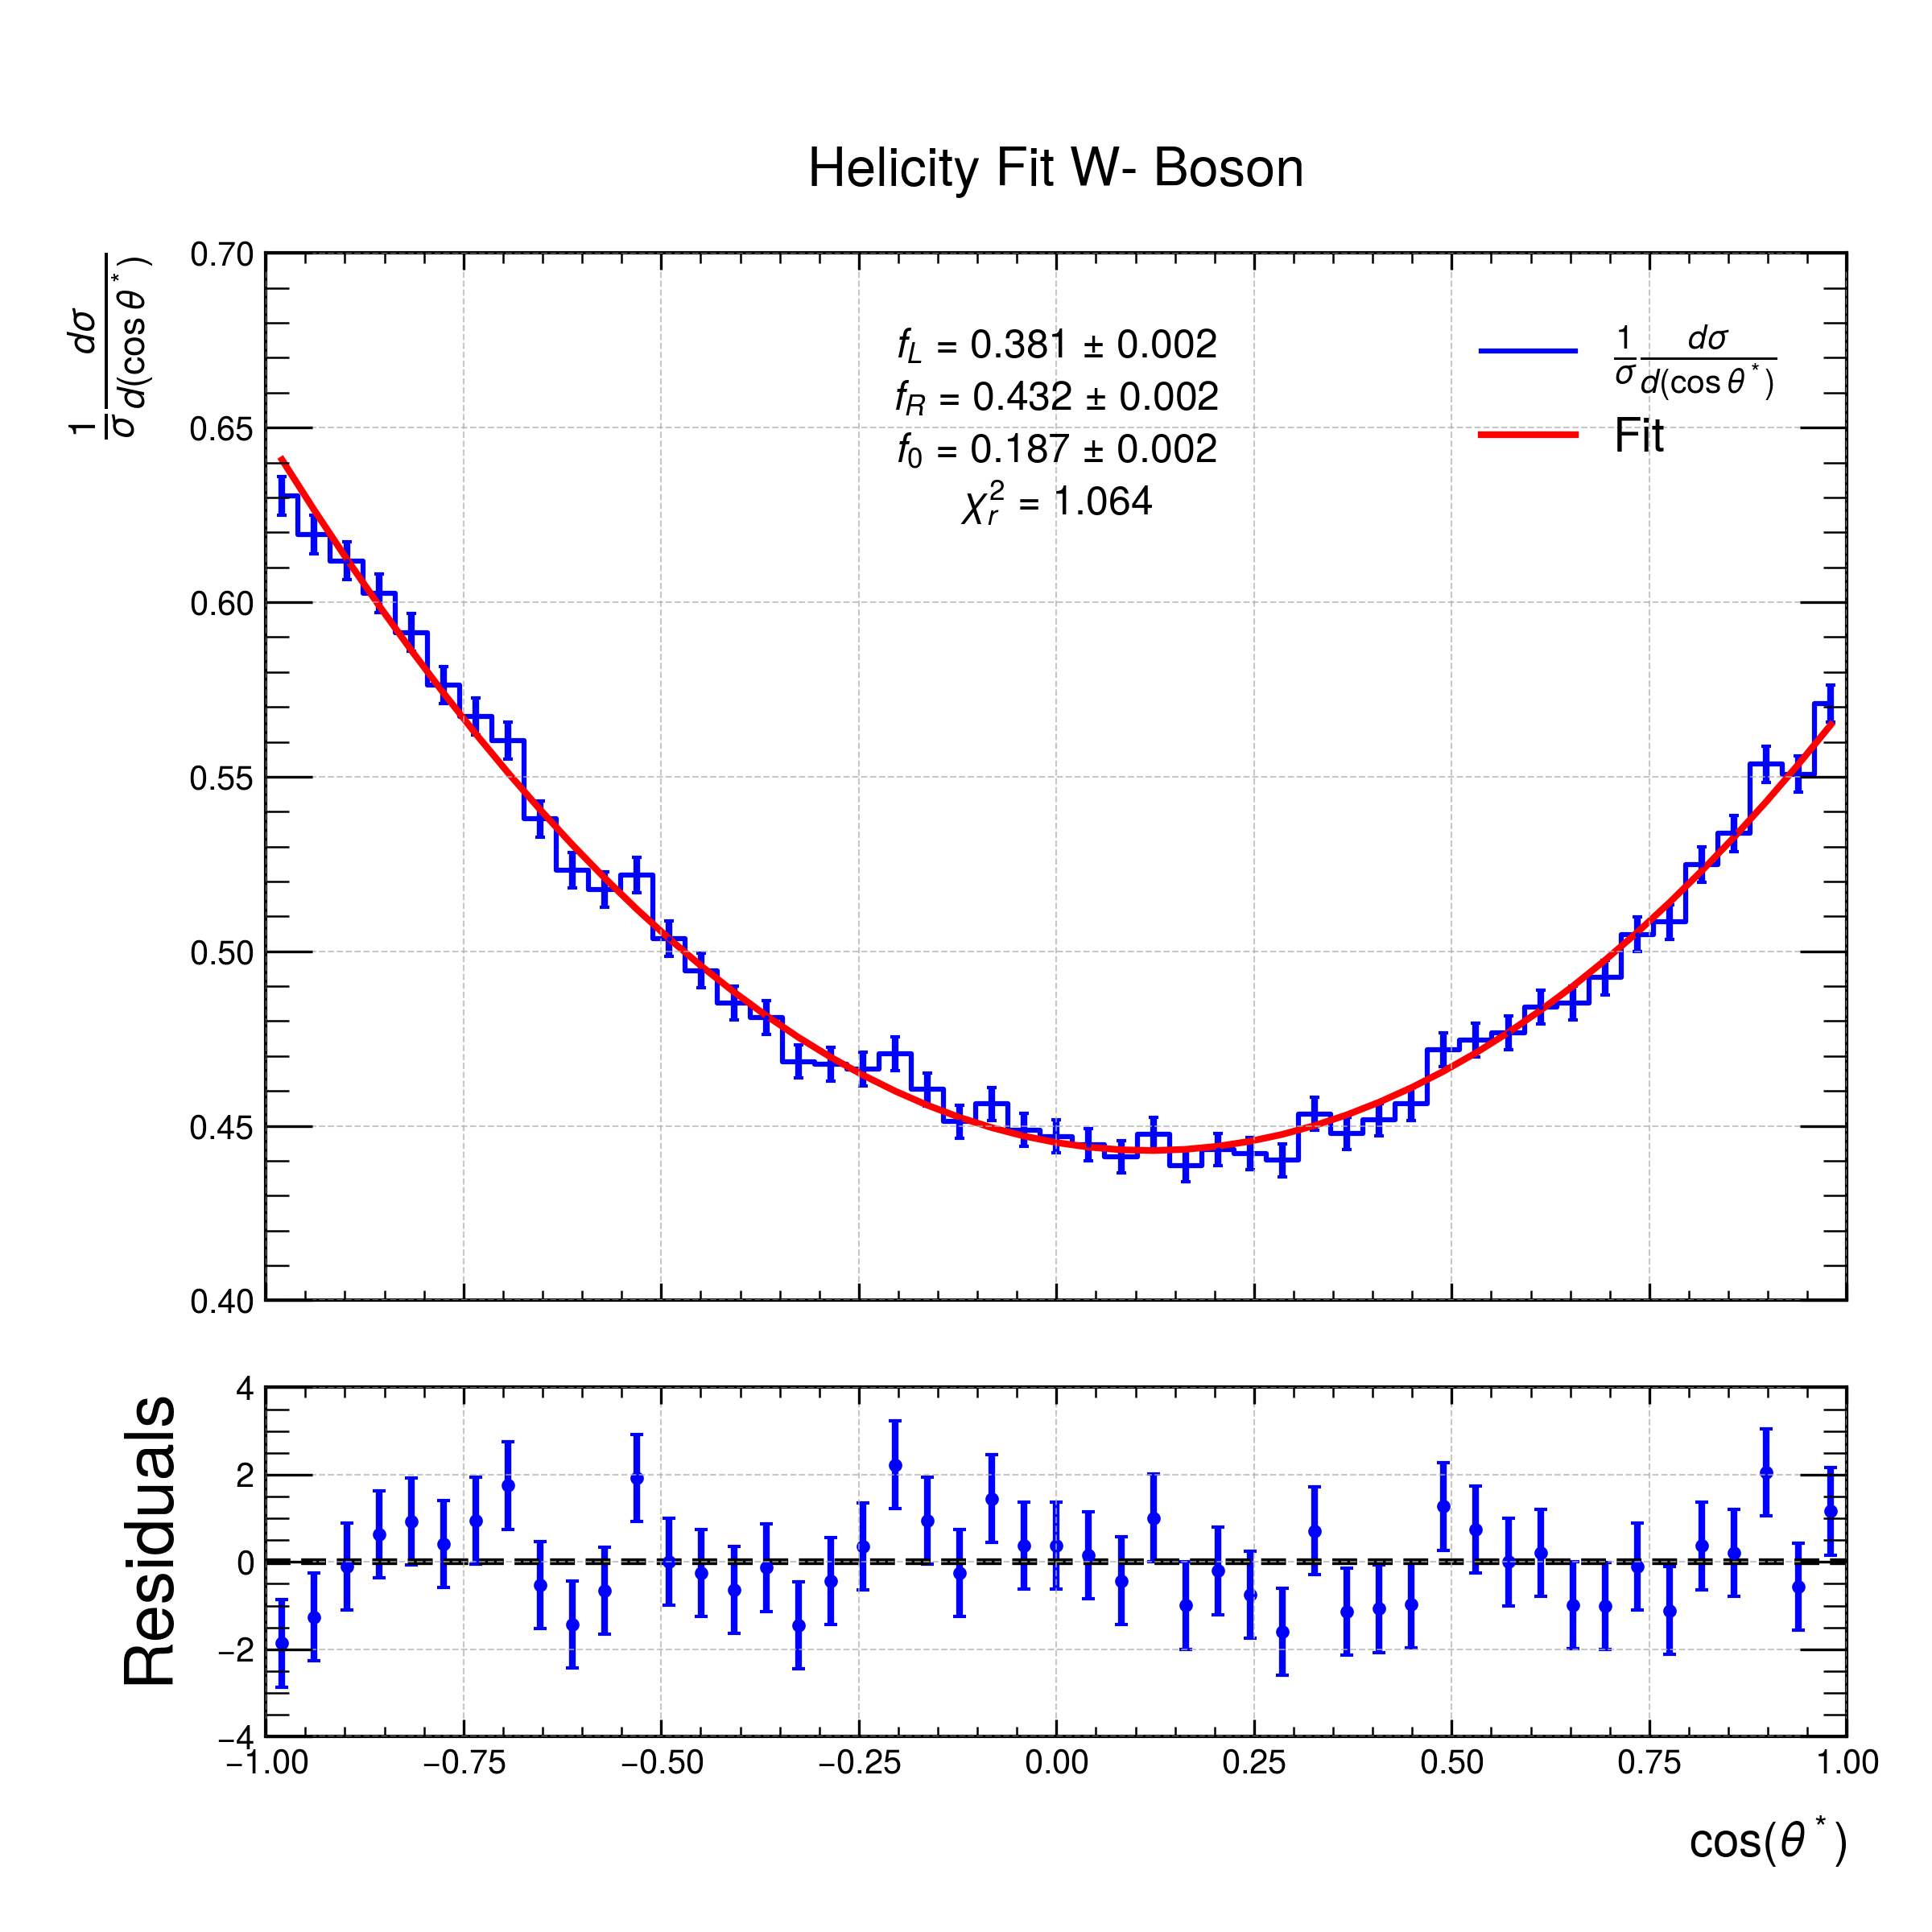 Helicity Fit W- Boson
1/σ dσ/d(cos θ*)
0.70
0.65
0.60
0.55
0.50
0.45
0.40
f_L = 0.381 ± 0.002
f_R = 0.432 ± 0.002
f_0 = 0.187 ± 0.002
χ_r^2 = 1.064
1/σ dσ/d(cos θ*)
Fit
Residuals
4
2
0
−2
−4
−1.00 −0.75 −0.50 −0.25 0.00 0.25 0.50 0.75 1.00
cos(θ*)